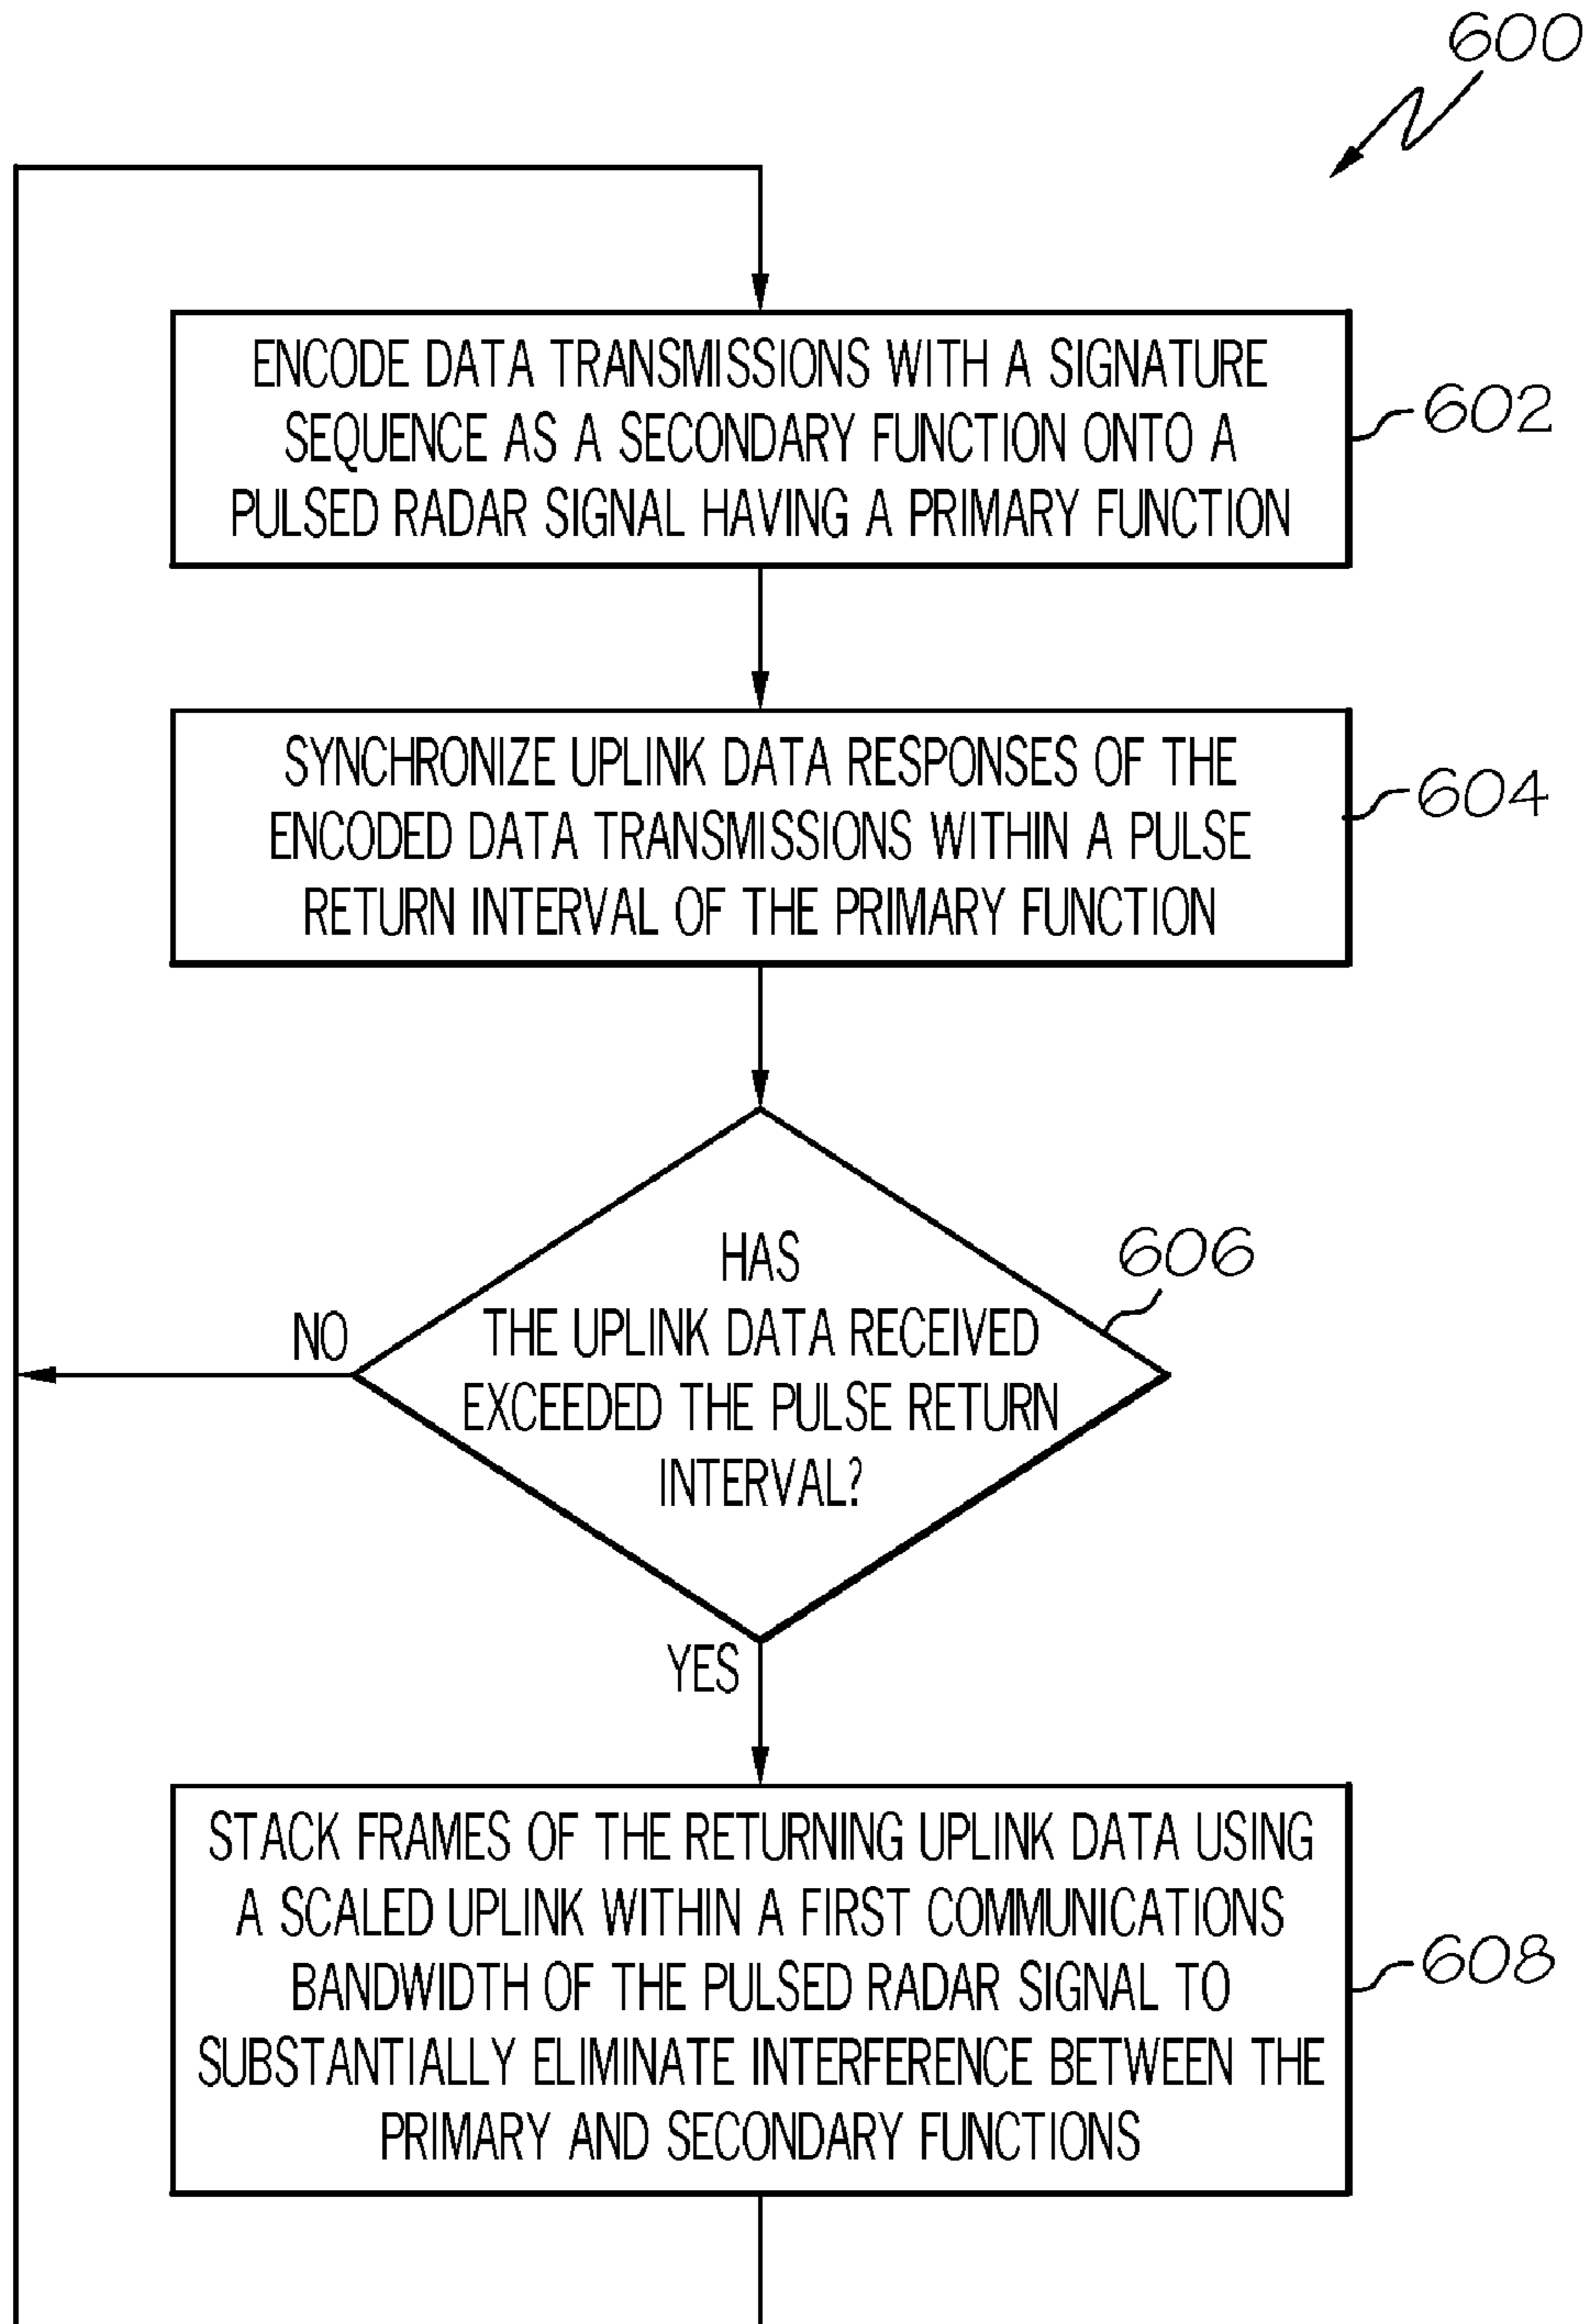 600
ENCODE DATA TRANSMISSIONS WITH A SIGNATURE
SEQUENCE AS A SECONDARY FUNCTION ONTO A
PULSED RADAR SIGNAL HAVING A PRIMARY FUNCTION
602
SYNCHRONIZE UPLINK DATA RESPONSES OF THE
ENCODED DATA TRANSMISSIONS WITHIN A PULSE
RETURN INTERVAL OF THE PRIMARY FUNCTION
604
HAS
THE UPLINK DATA RECEIVED
EXCEEDED THE PULSE RETURN
INTERVAL?
606
NO
YES
STACK FRAMES OF THE RETURNING UPLINK DATA USING
A SCALED UPLINK WITHIN A FIRST COMMUNICATIONS
BANDWIDTH OF THE PULSED RADAR SIGNAL TO
SUBSTANTIALLY ELIMINATE INTERFERENCE BETWEEN THE
PRIMARY AND SECONDARY FUNCTIONS
608